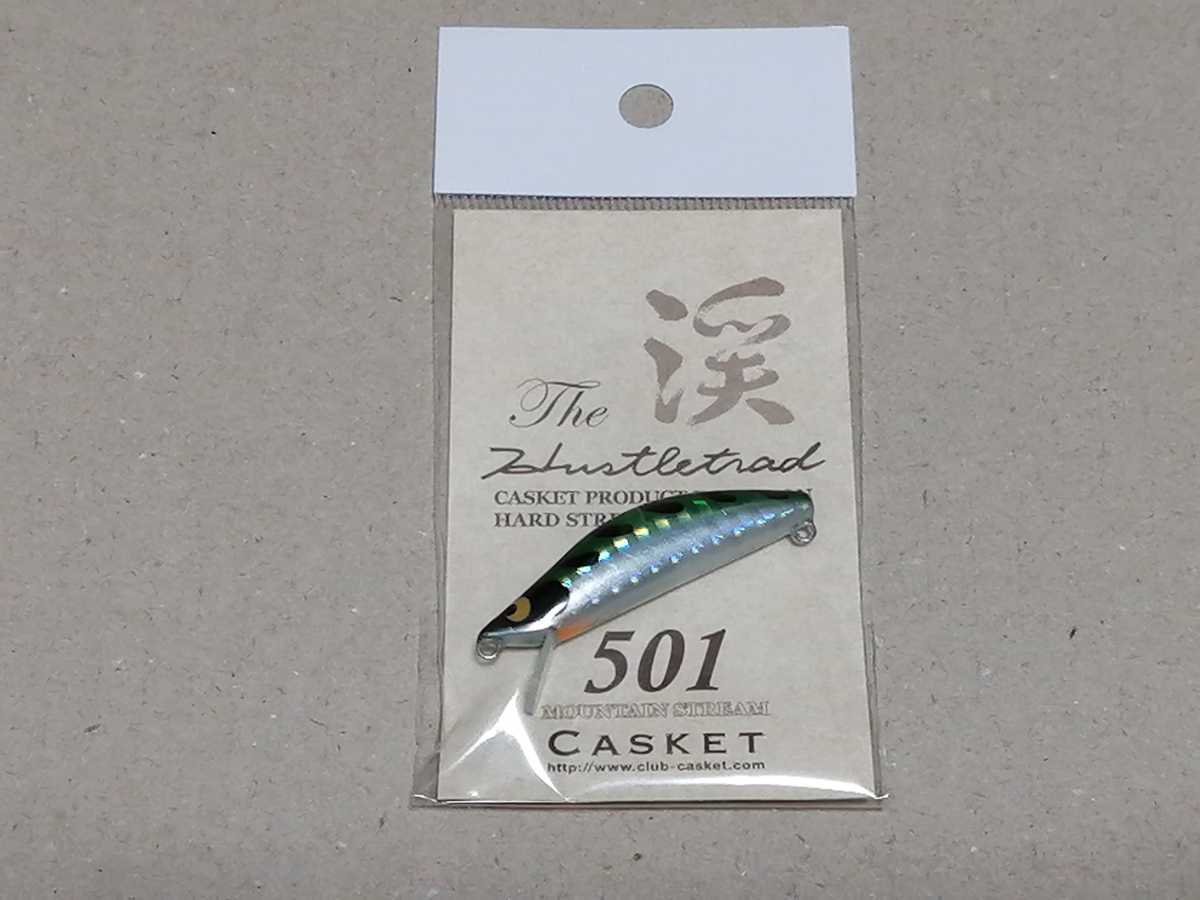 渓
The
Hustletrad
CASKET PRODUCT
HARD
501
MOUNTAIN STREAM
CASKET
http://www.club-casket.com